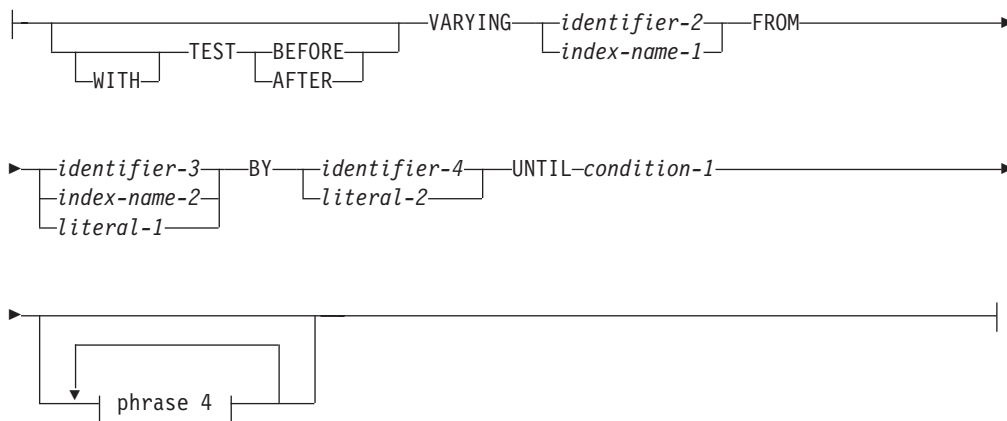 VARYING identifier-2 FROM
TEST BEFORE index-name-1
WITH AFTER
identifier-3 BY identifier-4 UNTIL condition-1
index-name-2 literal-2
literal-1
phrase 4